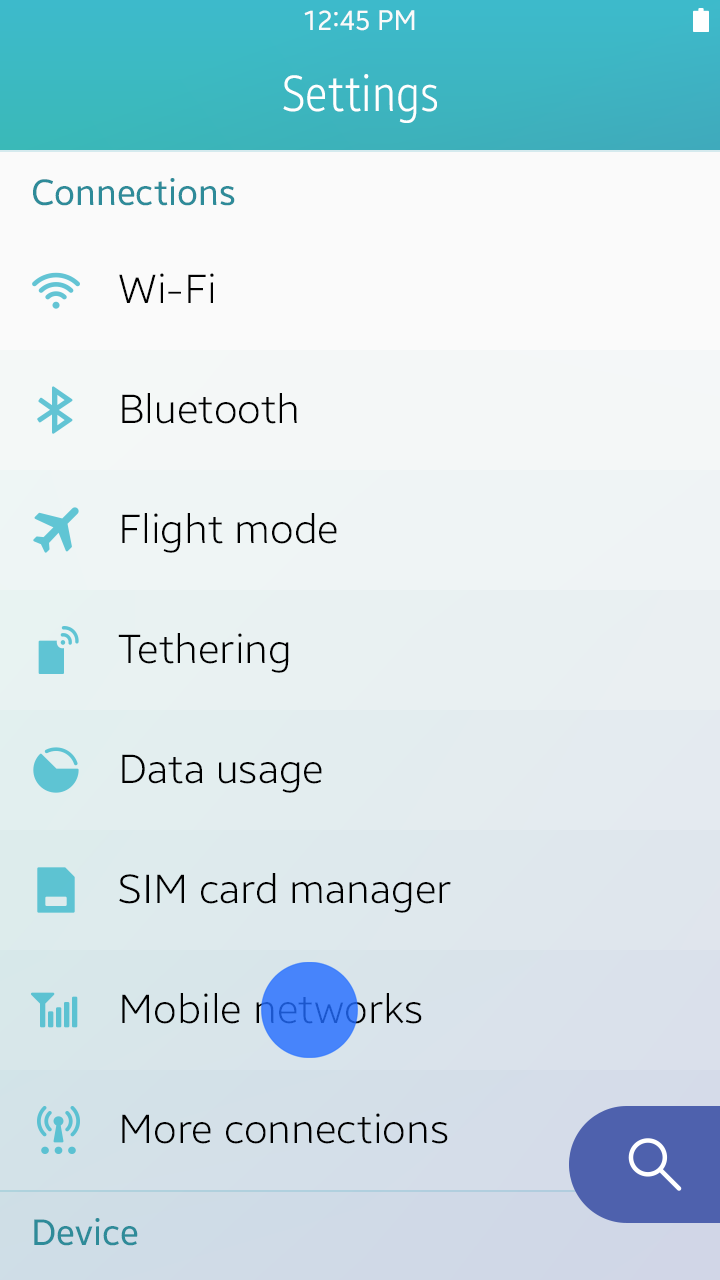 12:45 PM
Settings
Connections
Wi-Fi
Bluetooth
Flight mode
Tethering
Data usage
SIM card manager
Mobile networks
More connections
Device